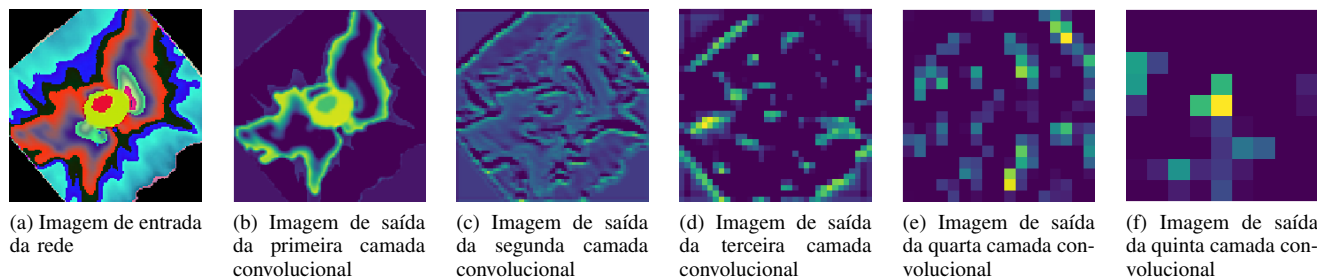 (a) Imagem de entrada
da rede
(b) Imagem de saída
da primeira camada
convolucional
(c) Imagem de saída
da segunda camada
convolucional
(d) Imagem de saída
da terceira camada
convolucional
(e) Imagem de saída
da quarta camada con-
volucional
(f) Imagem de saída
da quinta camada con-
volucional